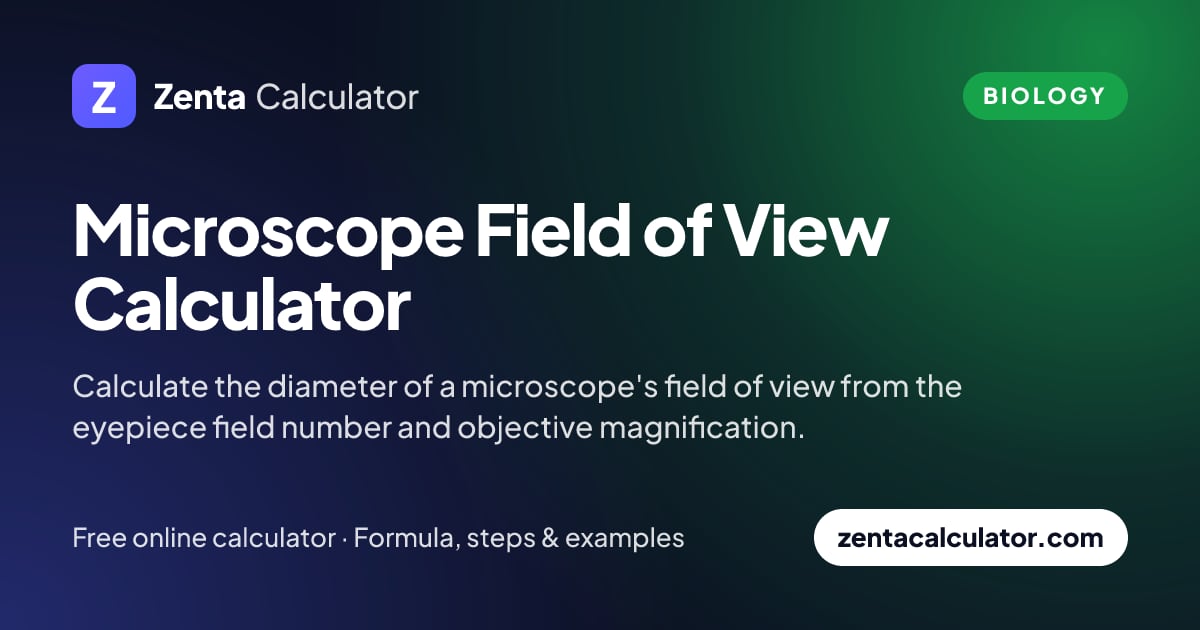 Z
Zenta Calculator
BIOLOGY
Microscope Field of View
Calculator
Calculate the diameter of a microscope's field of view from the
eyepiece field number and objective magnification.
Free online calculator · Formula, steps & examples
zentacalculator.com